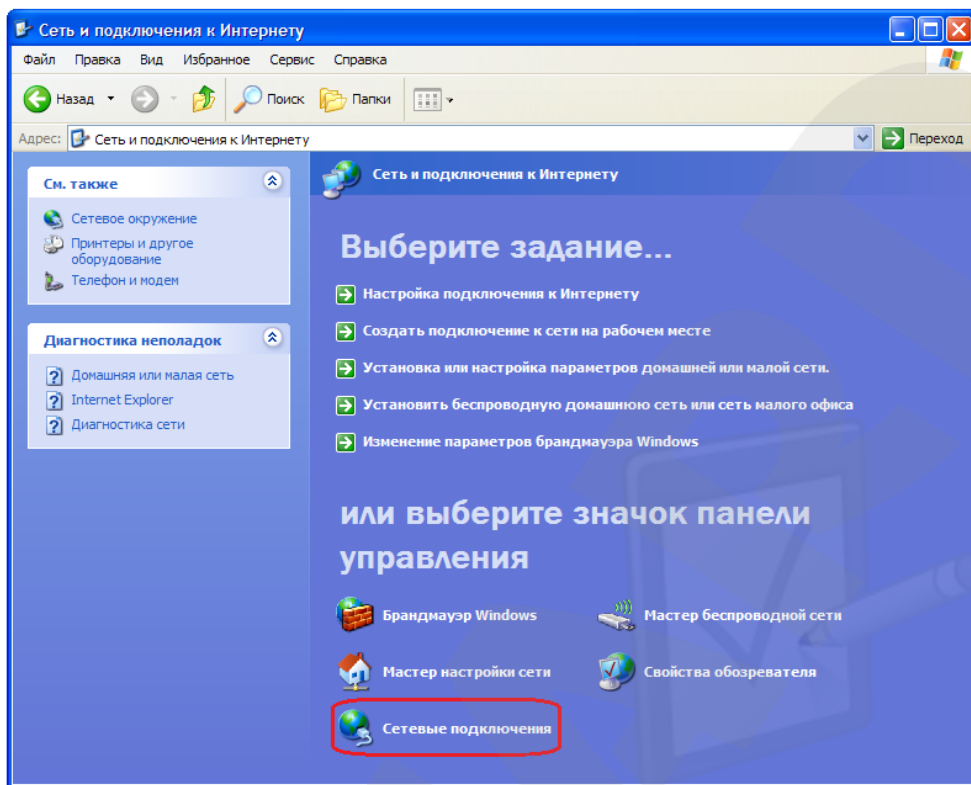 Сеть и подключения к Интернету
Файл Правка Вид Избранное Сервис Справка
Назад Поиск Папки
Адрес: Сеть и подключения к Интернету Переход
См. также
Сетевое окружение
Принтеры и другое
оборудование
Телефон и модем
Диагностика неполадок
Домашняя или малая сеть
Internet Explorer
Диагностика сети
Сеть и подключения к Интернету
Выберите задание...
Настройка подключения к Интернету
Создать подключение к сети на рабочем месте
Установка или настройка параметров домашней или малой сети.
Установить беспроводную домашнюю сеть или сеть малого офиса
Изменение параметров брандмауэра Windows
или выберите значок панели
управления
Брандмауэр Windows Мастер беспроводной сети
Мастер настройки сети Свойства обозревателя
Сетевые подключения